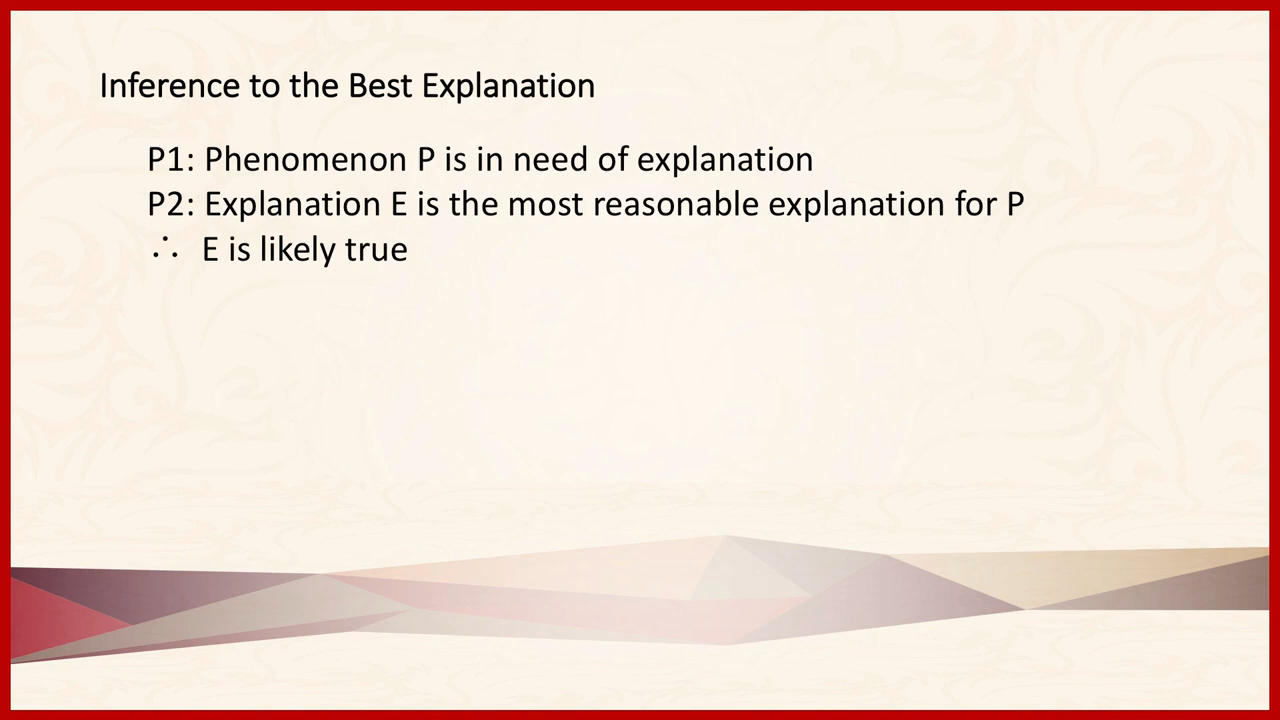 Inference to the Best Explanation
P1: Phenomenon P is in need of explanation
P2: Explanation E is the most reasonable explanation for P
∴ E is likely true